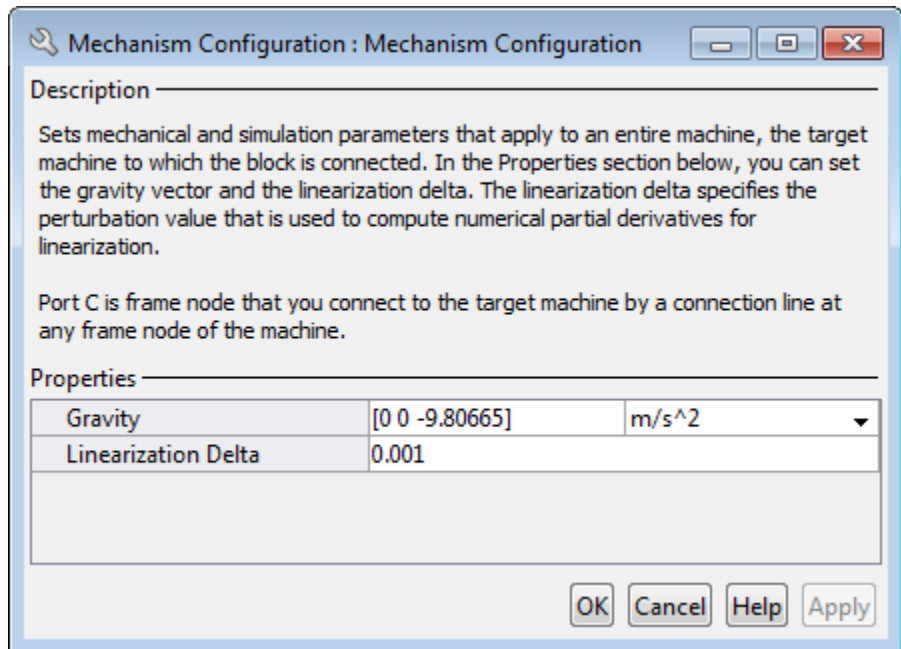 Mechanism Configuration : Mechanism Configuration
Description
Sets mechanical and simulation parameters that apply to an entire machine, the target
machine to which the block is connected. In the Properties section below, you can set
the gravity vector and the linearization delta. The linearization delta specifies the
perturbation value that is used to compute numerical partial derivatives for
linearization.
Port C is frame node that you connect to the target machine by a connection line at
any frame node of the machine.
Properties
Gravity [0 0 -9.80665] m/s^2
Linearization Delta 0.001
OK Cancel Help Apply